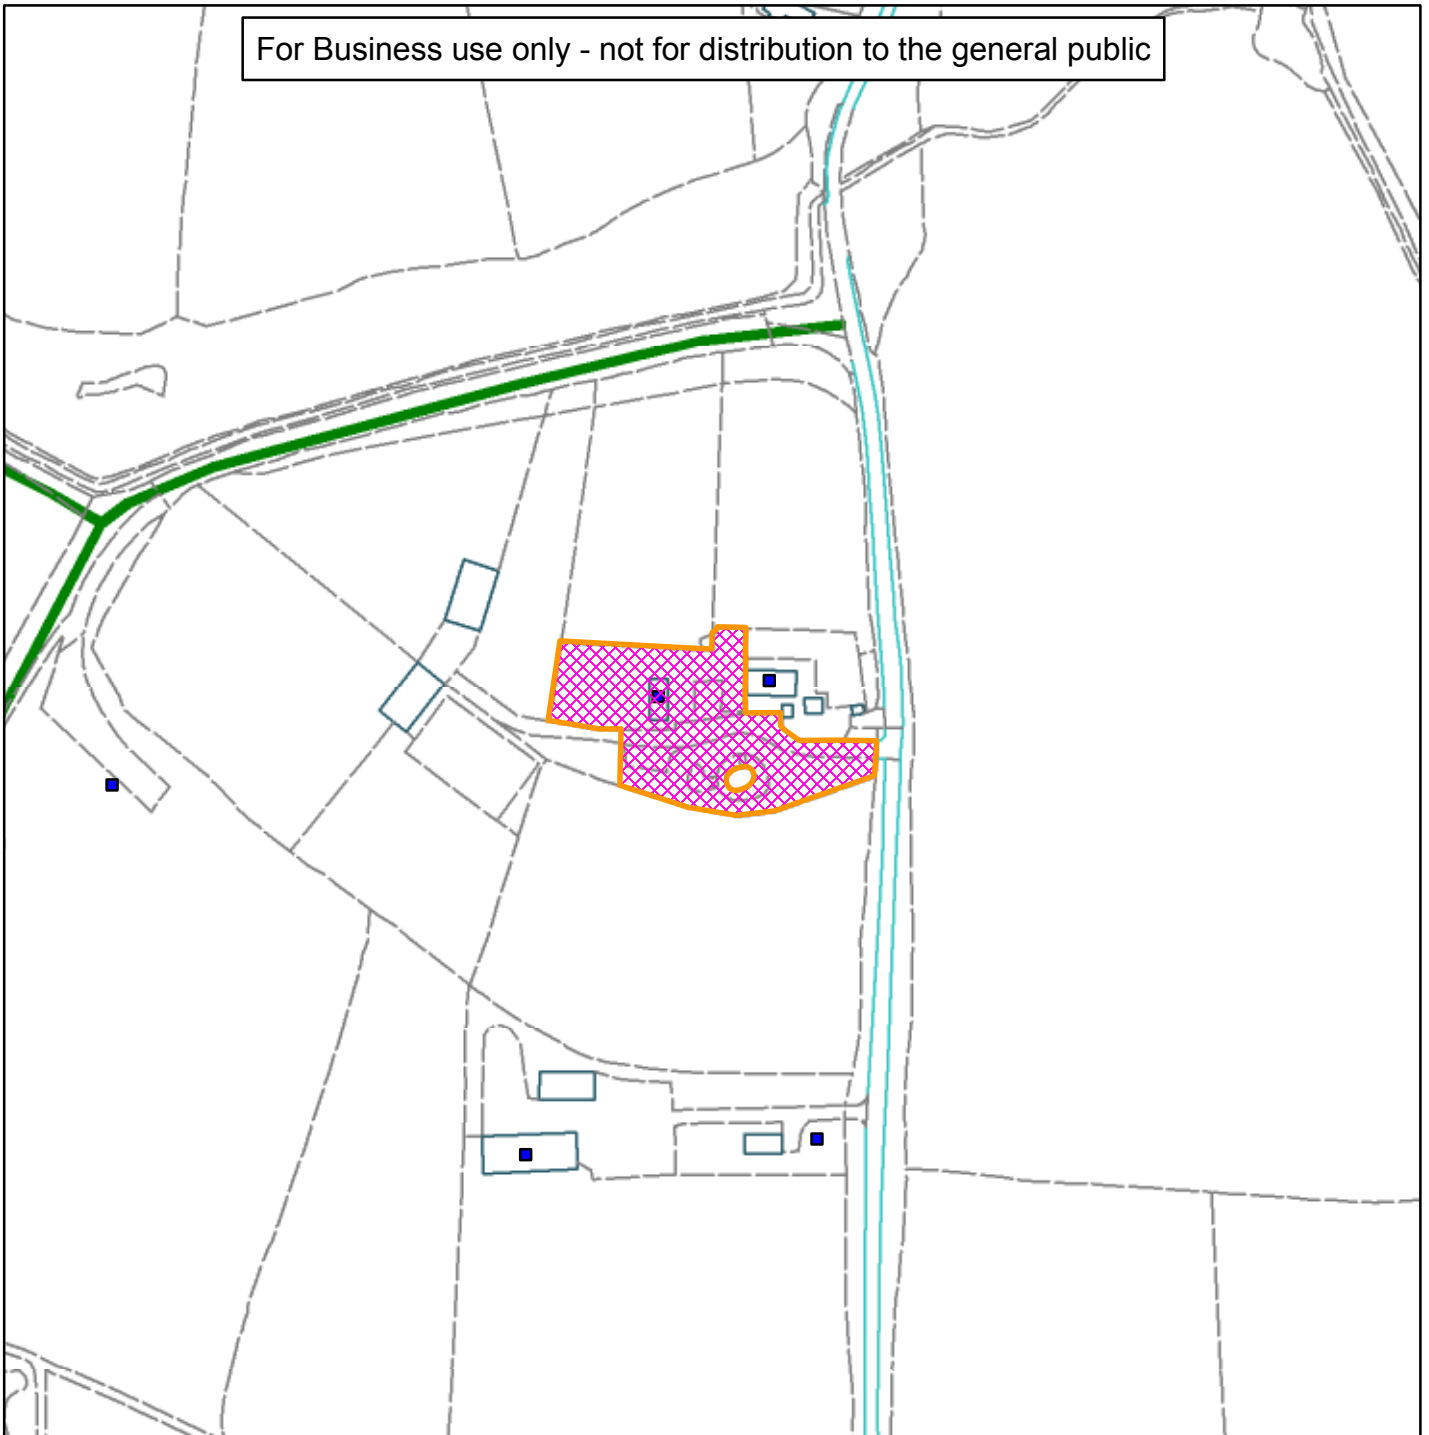 For Business use only - not for distribution to the general public